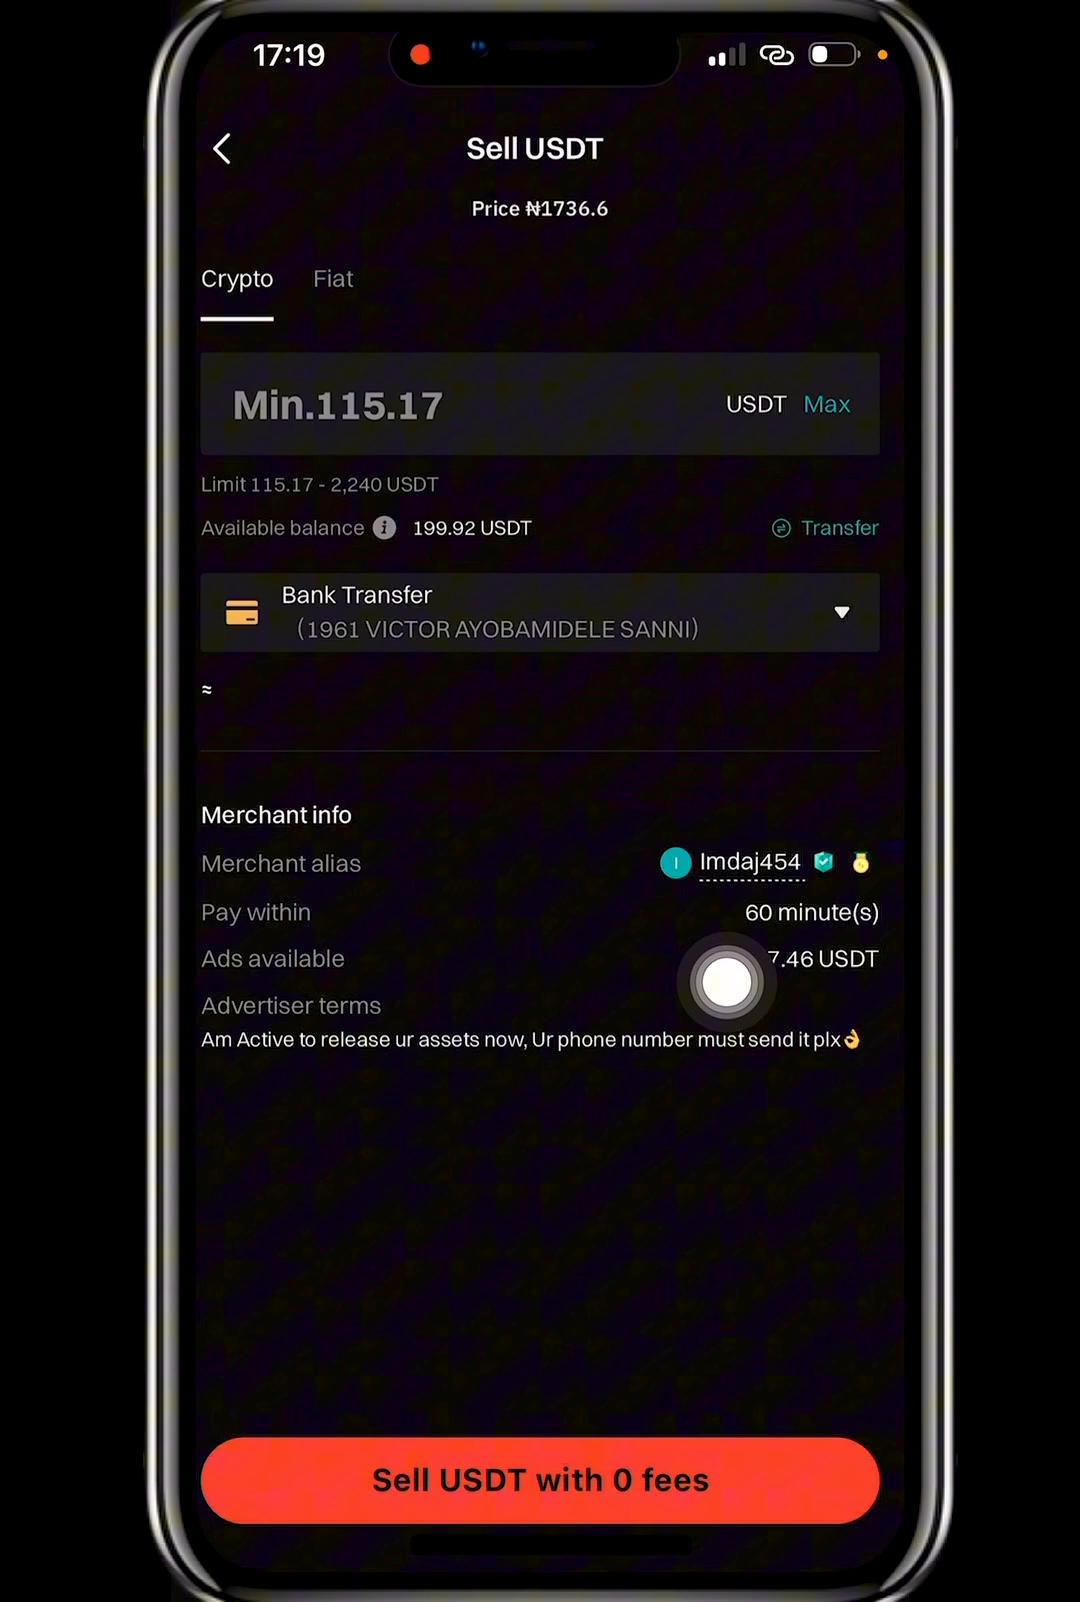 17:19
Sell USDT
Price ₦1736.6
Crypto Fiat
Min.115.17 USDT Max
Limit 115.17 - 2,240 USDT
Available balance i 199.92 USDT Transfer
Bank Transfer
(1961 VICTOR AYOBAMIDELE SANNI)
≈
Merchant info
Merchant alias I Imdaj454
Pay within 60 minute(s)
Ads available 7.46 USDT
Advertiser terms
Am Active to release ur assets now, Ur phone number must send it plx👌
Sell USDT with 0 fees